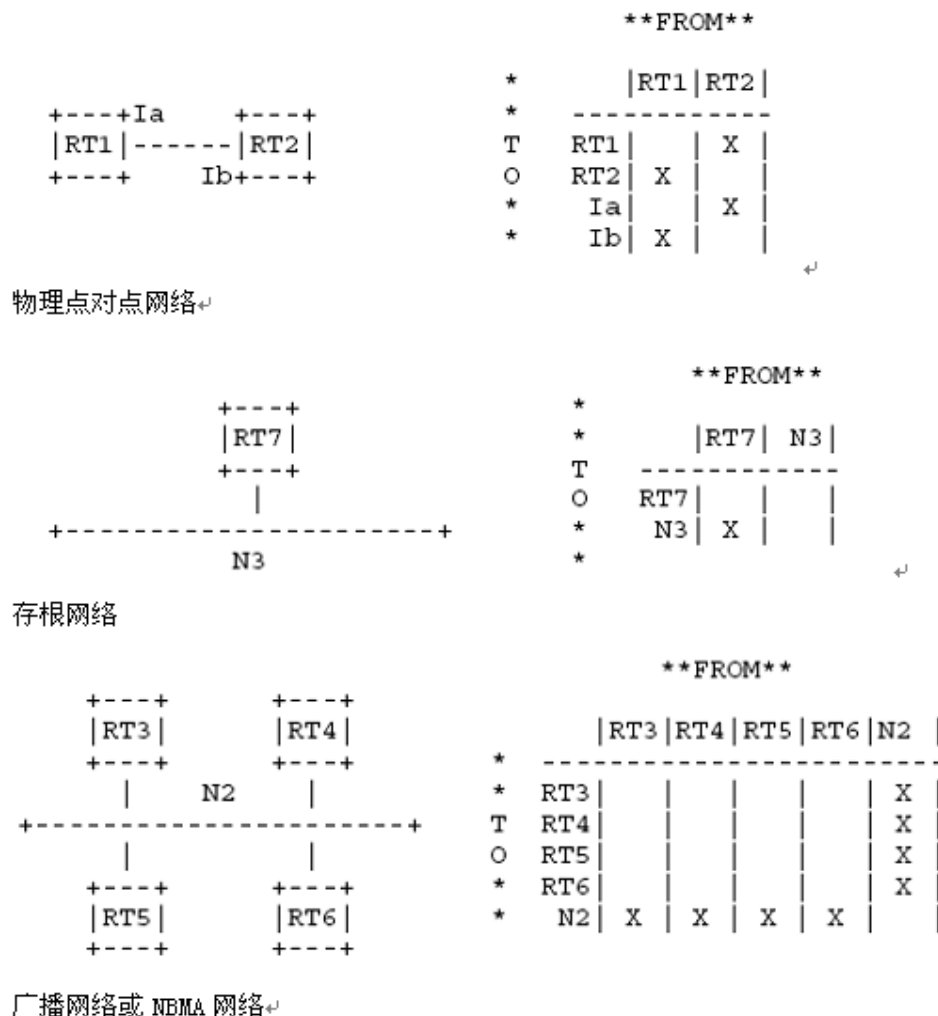 **FROM**
* |RT1|RT2|
+---+Ia +---+ * ------------
|RT1|------|RT2| T RT1| | X |
+---+ Ib+---+ O RT2| X | |
* Ia| | X |
* Ib| X | |
物理点对点网络
**FROM**
+---+ *
|RT7| * |RT7| N3|
+---+ T ------------
| O RT7| | |
+----------------------+ * N3| X | |
N3 *
存根网络
**FROM**
+---+ +---+
|RT3| |RT4| |RT3|RT4|RT5|RT6|N2 |
+---+ +---+ * ------------------------
| N2 | * RT3| | | | | X |
+----------------------+ T RT4| | | | | X |
| | O RT5| | | | | X |
+---+ +---+ * RT6| | | | | X |
|RT5| |RT6| * N2| X | X | X | X | |
+---+ +---+
广播网络或 NBMA 网络